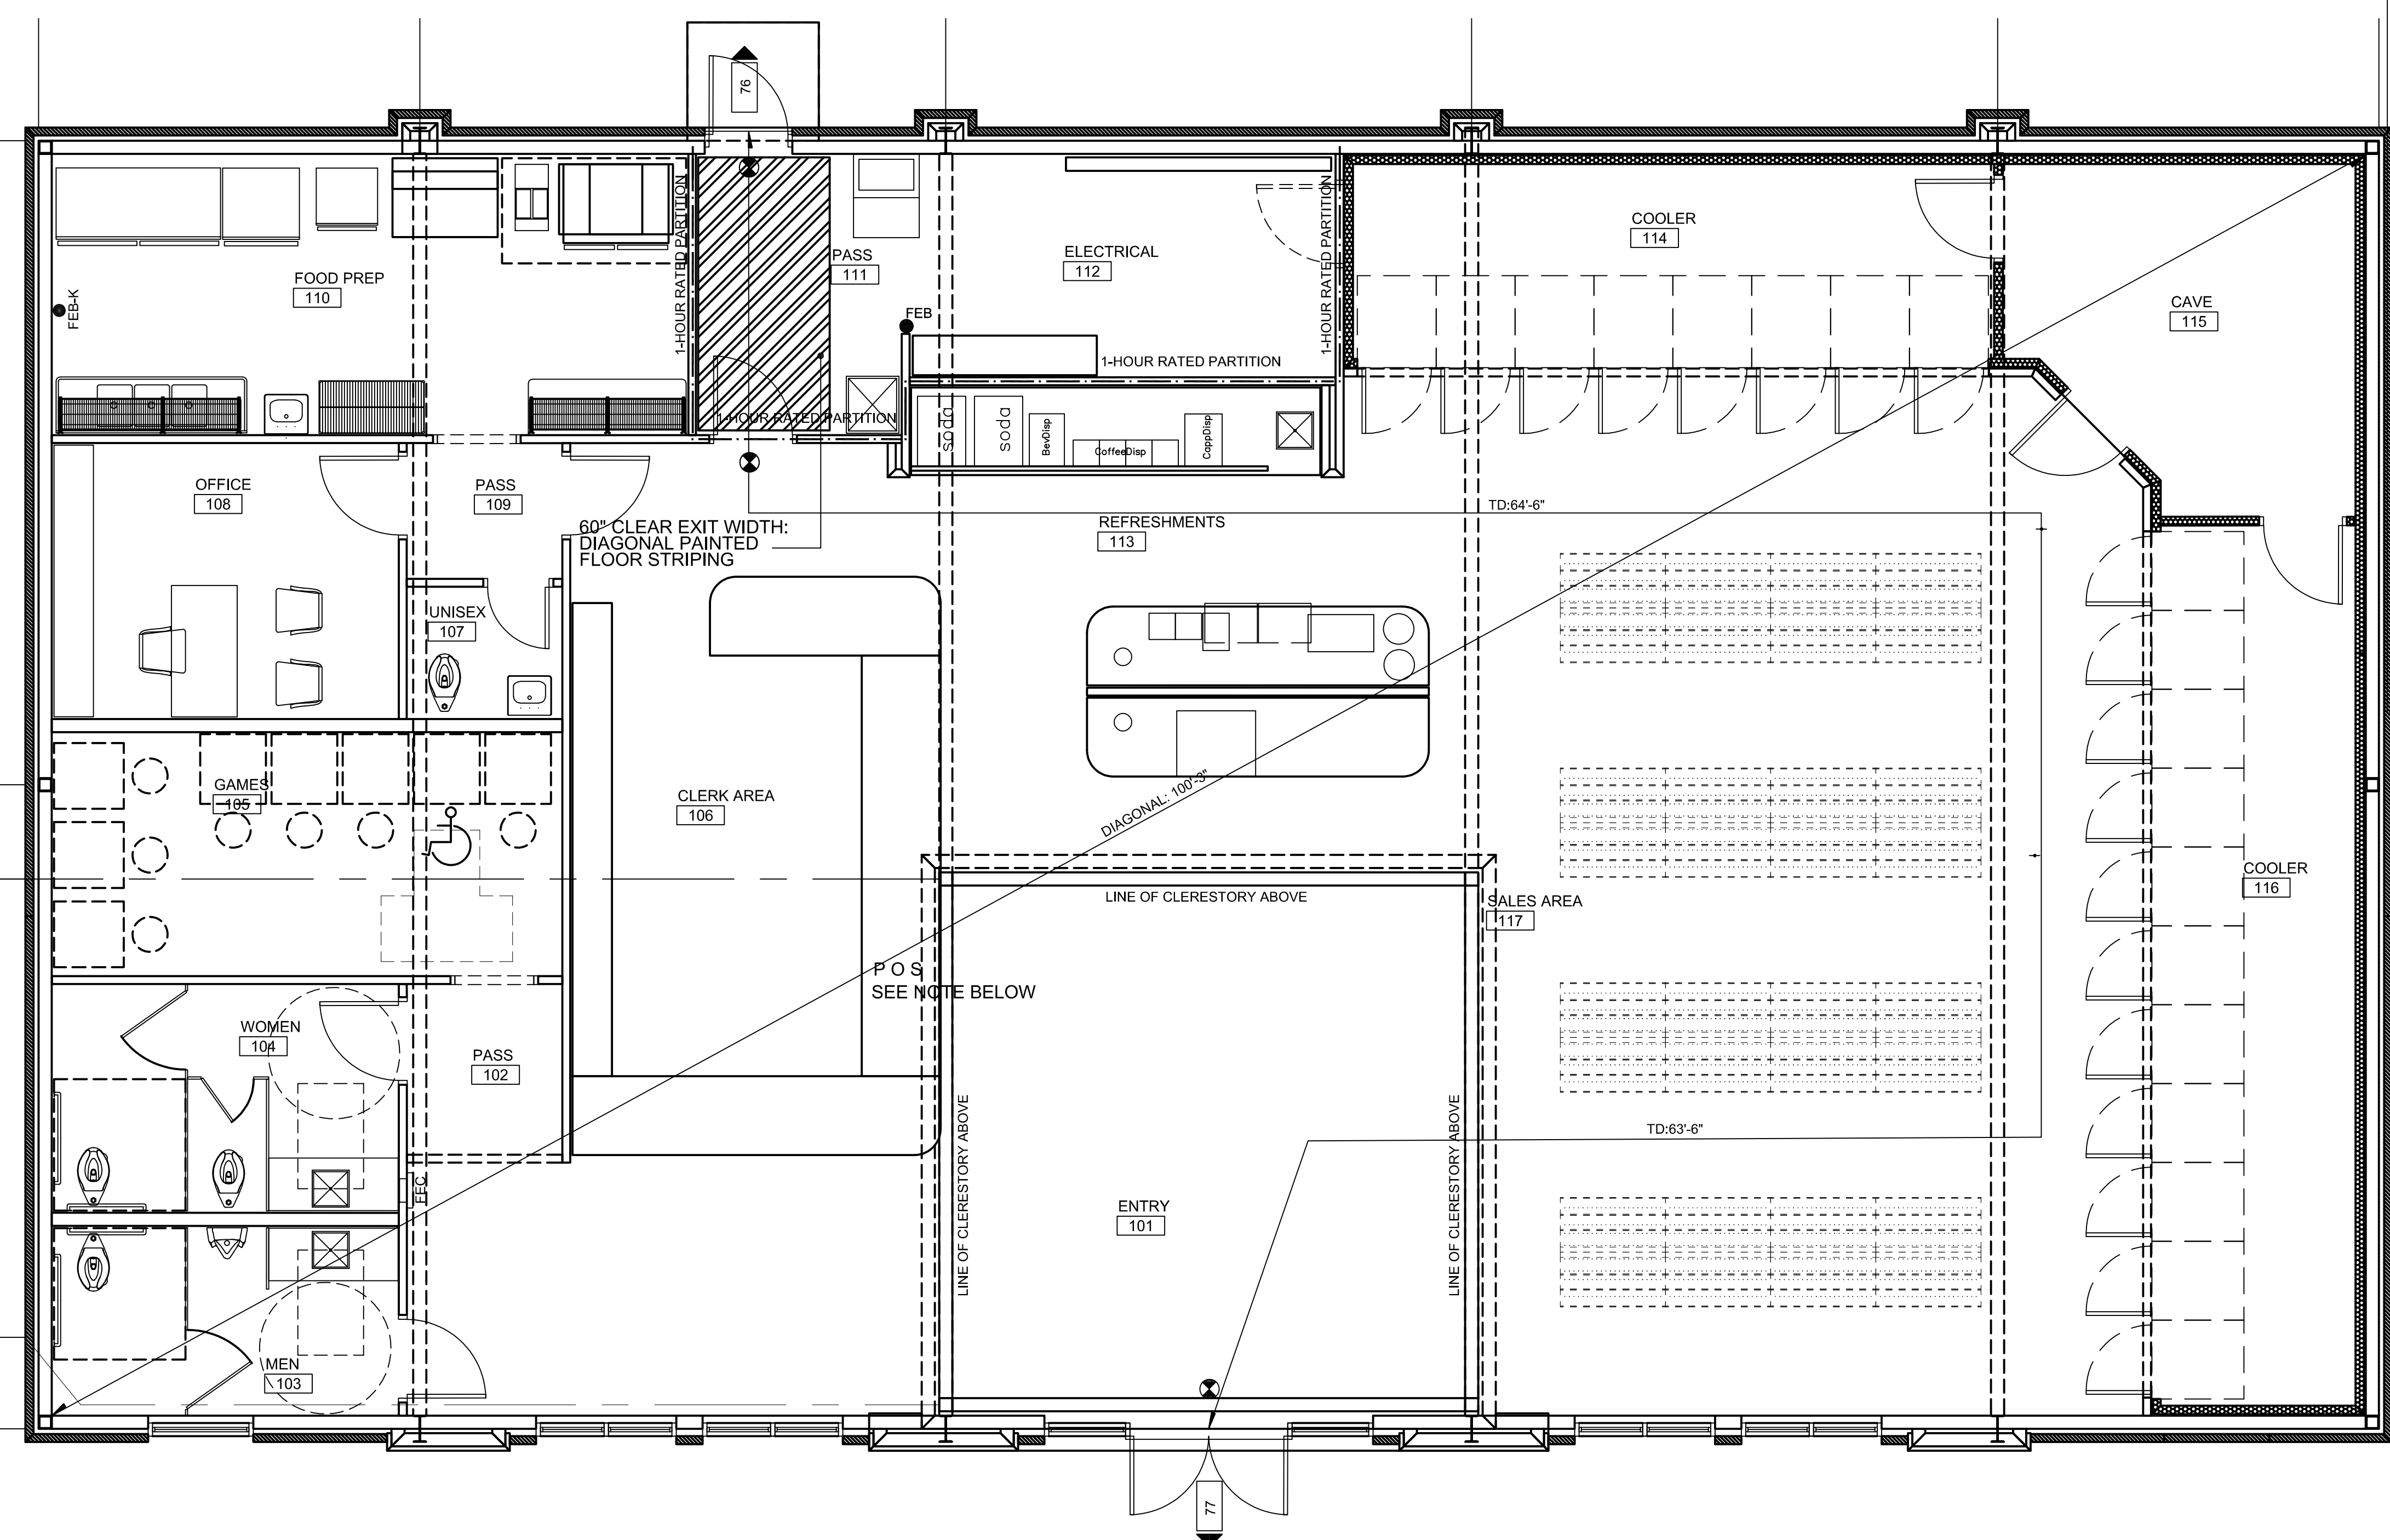 76
COOLER
114
PASS
111
ELECTRICAL
112
FOOD PREP
110
FEB-K
1-HOUR RATED PARTITION
1-HOUR RATED PARTITION
CAVE
115
FEB
1-HOUR RATED PARTITION
1-HOUR RATED PARTITION
soda
soda
BevDisp
CoffeeDisp
CappDisp
OFFICE
108
PASS
109
TD:64'-6"
60" CLEAR EXIT WIDTH:
DIAGONAL PAINTED
FLOOR STRIPING
REFRESHMENTS
113
UNISEX
107
GAMES
105
CLERK AREA
106
DIAGONAL: 100'-3"
COOLER
116
LINE OF CLERESTORY ABOVE
SALES AREA
117
P O S
SEE NOTE BELOW
WOMEN
104
PASS
102
TD:63'-6"
LINE OF CLERESTORY ABOVE
LINE OF CLERESTORY ABOVE
FEC
ENTRY
101
MEN
103
77